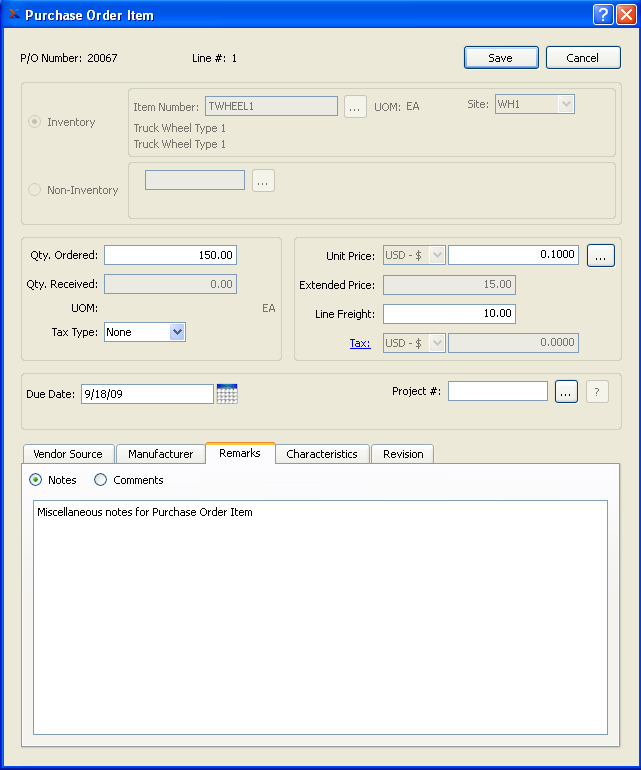 Purchase Order Item
P/O Number: 20067 Line #: 1 Save Cancel
Inventory
Item Number: TWHEEL1 ... UOM: EA Site: WH1
Truck Wheel Type 1
Truck Wheel Type 1
Non-Inventory ...
Qty. Ordered: 150.00
Qty. Received: 0.00
UOM: EA
Tax Type: None
Unit Price: USD - $ 0.1000 ...
Extended Price: 15.00
Line Freight: 10.00
Tax: USD - $ 0.0000
Due Date: 9/18/09 Project #: ... ?
Vendor Source Manufacturer Remarks Characteristics Revision
Notes Comments
Miscellaneous notes for Purchase Order Item